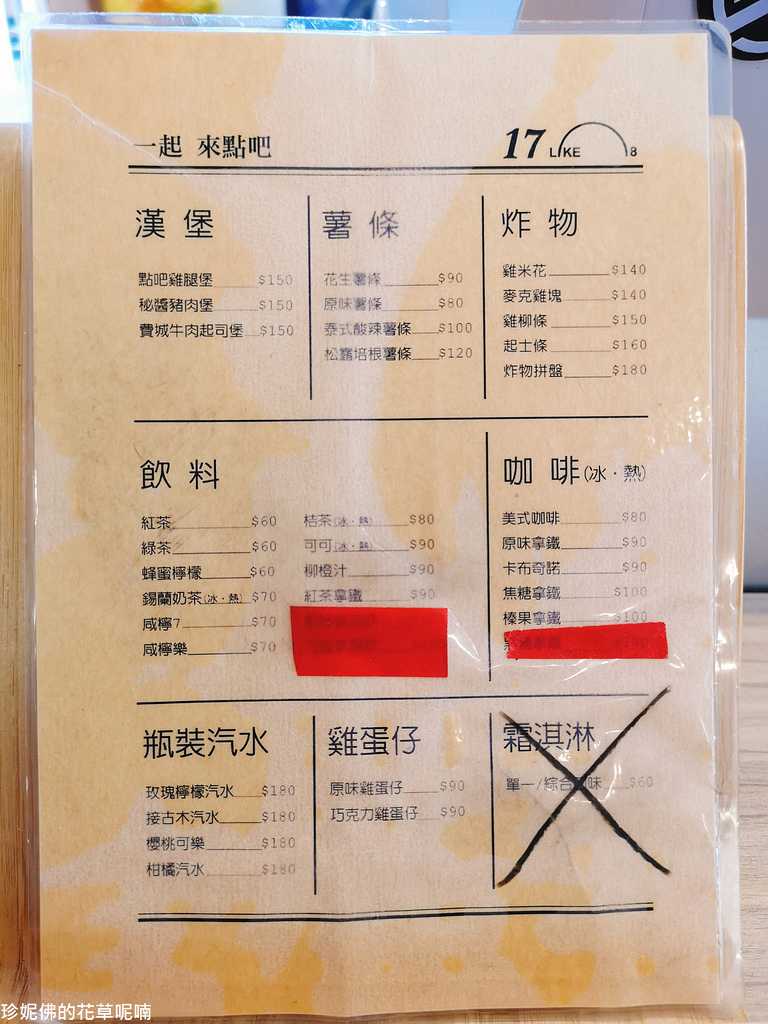 一起 來點吧
17 LIKE 8
漢堡
點吧雞腿堡 $150
秘醬豬肉堡 $150
費城牛肉起司堡 $150
薯條
花生薯條 $90
原味薯條 $80
泰式酸辣薯條 $100
松露培根薯條 $120
炸物
雞米花 $140
麥克雞塊 $140
雞柳條 $150
起士條 $160
炸物拼盤 $180
飲料
紅茶 $60
綠茶 $60
蜂蜜檸檬 $60
錫蘭奶茶(冰・熱) $70
咸檸7 $70
咸檸樂 $70
桔茶(冰・熱) $80
可可(冰・熱) $90
柳橙汁 $90
紅茶拿鐵 $90
咖啡(冰・熱)
美式咖啡 $80
原味拿鐵 $90
卡布奇諾 $90
焦糖拿鐵 $100
榛果拿鐵 $100
瓶裝汽水
玫瑰檸檬汽水 $180
接古木汽水 $180
櫻桃可樂 $180
柑橘汽水 $180
雞蛋仔
原味雞蛋仔 $90
巧克力雞蛋仔 $90
霜淇淋
單一/綜合口味 $60
珍妮佛的花草呢喃